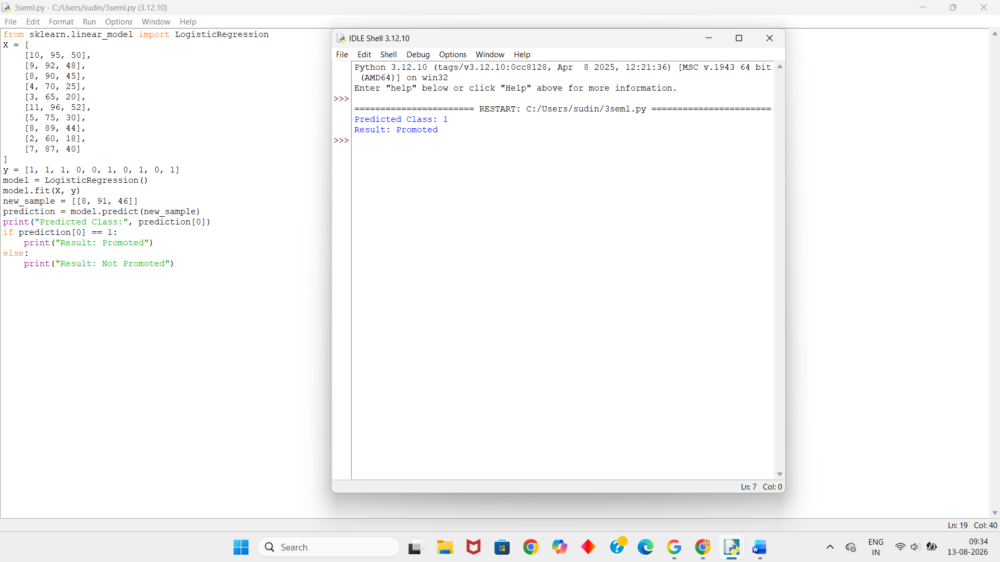 3seml.py - C:/Users/sudin/3seml.py (3.12.10)
File Edit Format Run Options Window Help
from sklearn.linear_model import LogisticRegression
X = [
    [10, 95, 50],
    [9, 92, 48],
    [8, 90, 45],
    [4, 70, 25],
    [3, 65, 20],
    [11, 96, 52],
    [5, 75, 30],
    [8, 89, 44],
    [2, 60, 18],
    [7, 87, 40]
]
y = [1, 1, 1, 0, 0, 1, 0, 1, 0, 1]
model = LogisticRegression()
model.fit(X, y)
new_sample = [[8, 91, 46]]
prediction = model.predict(new_sample)
print("Predicted Class:", prediction[0])
if prediction[0] == 1:
    print("Result: Promoted")
else:
    print("Result: Not Promoted")
IDLE Shell 3.12.10
File Edit Shell Debug Options Window Help
Python 3.12.10 (tags/v3.12.10:0cc8128, Apr  8 2025, 12:21:36) [MSC v.1943 64 bit
 (AMD64)] on win32
Enter "help" below or click "Help" above for more information.
>>>
======================= RESTART: C:/Users/sudin/3seml.py =======================
Predicted Class: 1
Result: Promoted
>>>
Ln: 7 Col: 0
Ln: 19 Col: 40
Search
ENG
IN
09:34
13-08-2026